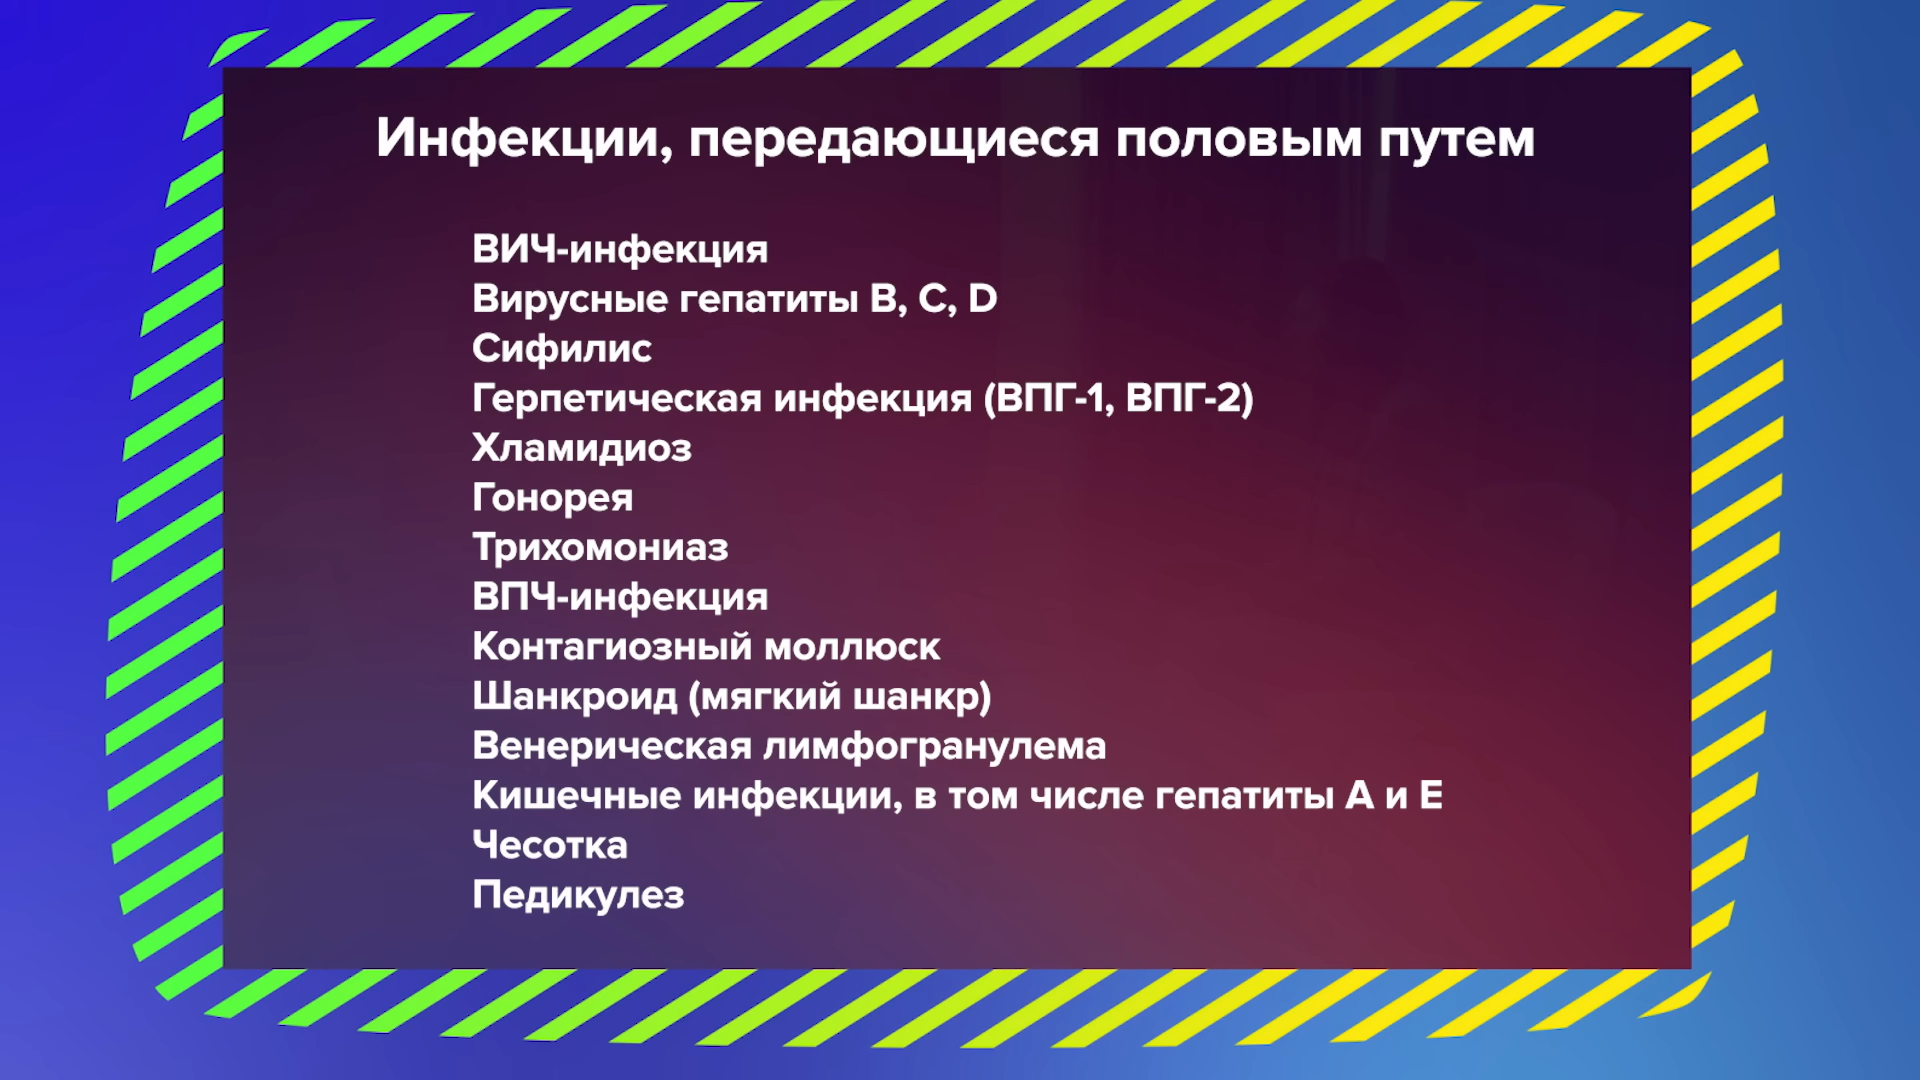 Инфекции, передающиеся половым путем
ВИЧ-инфекция
Вирусные гепатиты B, C, D
Сифилис
Герпетическая инфекция (ВПГ-1, ВПГ-2)
Хламидиоз
Гонорея
Трихомониаз
ВПЧ-инфекция
Контагиозный моллюск
Шанкроид (мягкий шанкр)
Венерическая лимфогранулема
Кишечные инфекции, в том числе гепатиты А и Е
Чесотка
Педикулез